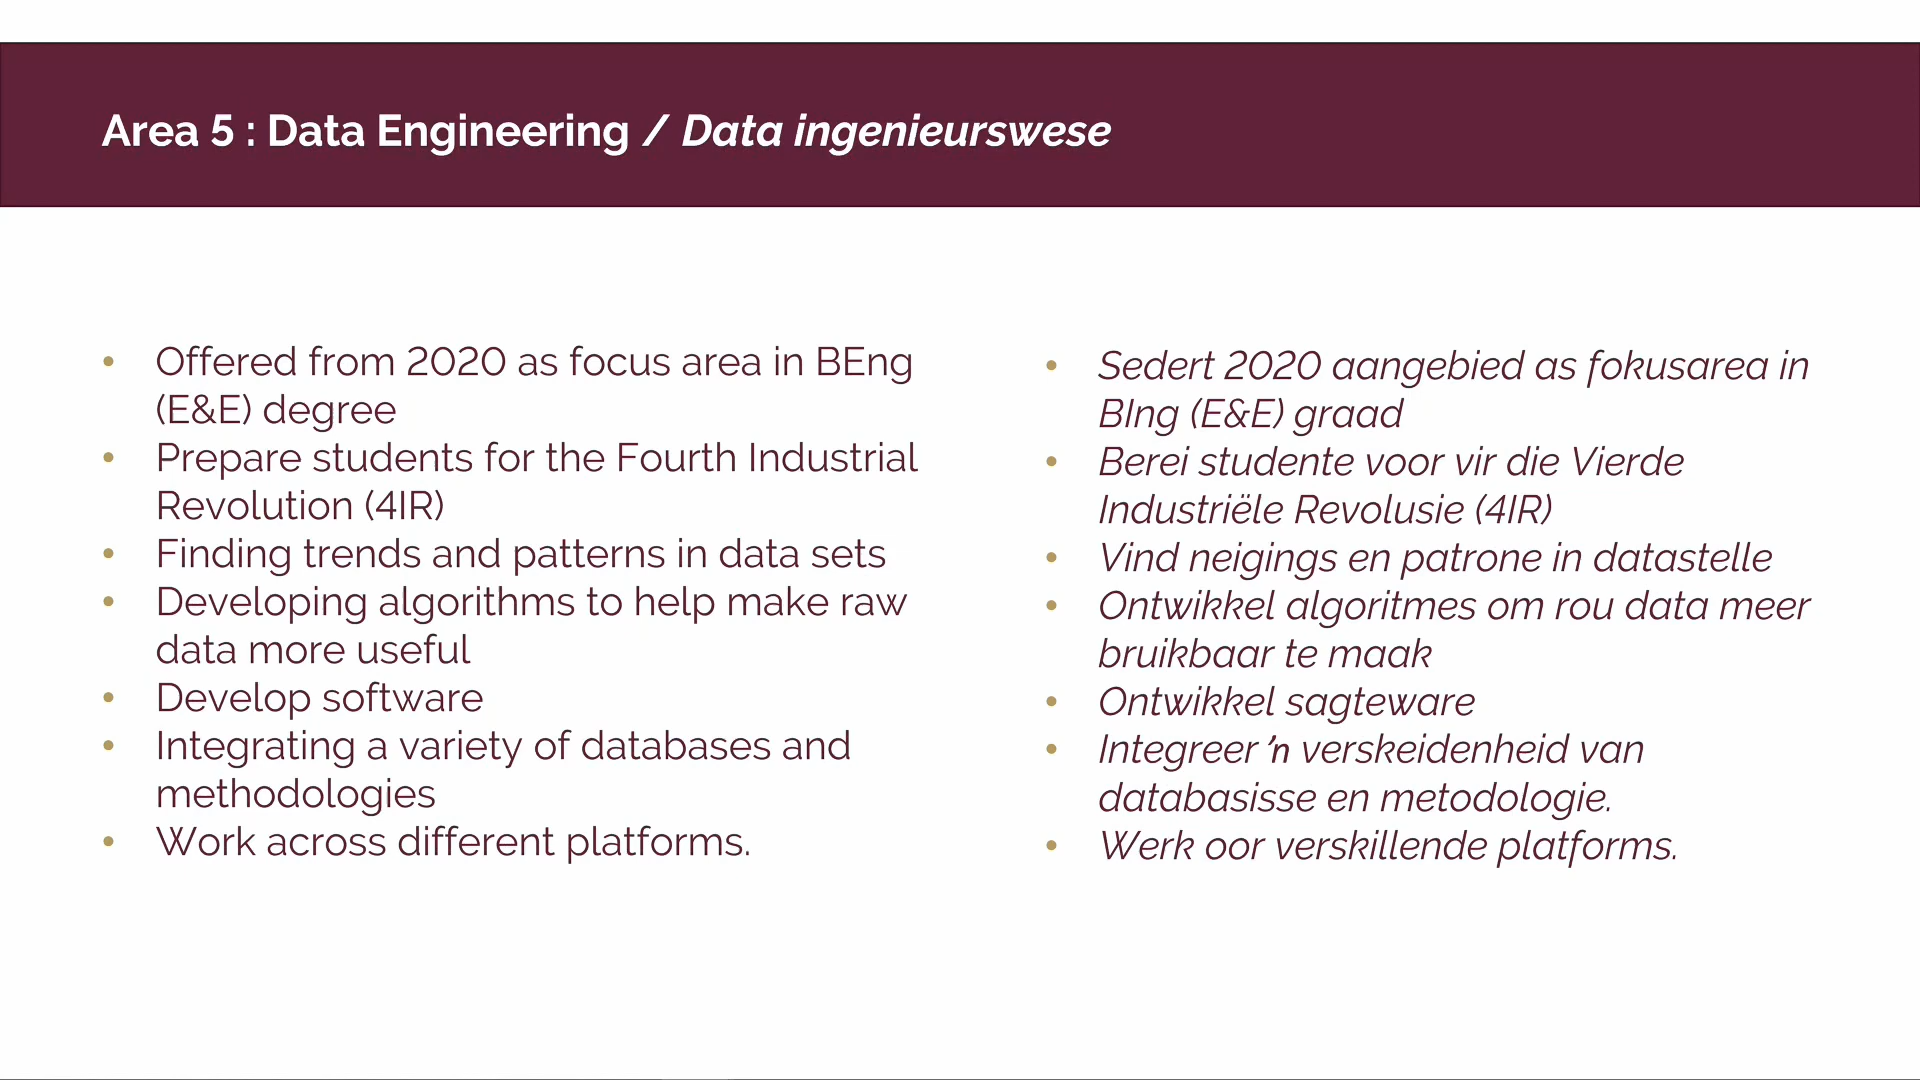 Area 5 : Data Engineering / Data ingenieurswese
• Offered from 2020 as focus area in BEng
(E&E) degree
• Prepare students for the Fourth Industrial
Revolution (4IR)
• Finding trends and patterns in data sets
• Developing algorithms to help make raw
data more useful
• Develop software
• Integrating a variety of databases and
methodologies
• Work across different platforms.
• Sedert 2020 aangebied as fokusarea in
BIng (E&E) graad
• Berei studente voor vir die Vierde
Industriële Revolusie (4IR)
• Vind neigings en patrone in datastelle
• Ontwikkel algoritmes om rou data meer
bruikbaar te maak
• Ontwikkel sagteware
• Integreer ’n verskeidenheid van
databasisse en metodologie.
• Werk oor verskillende platforms.